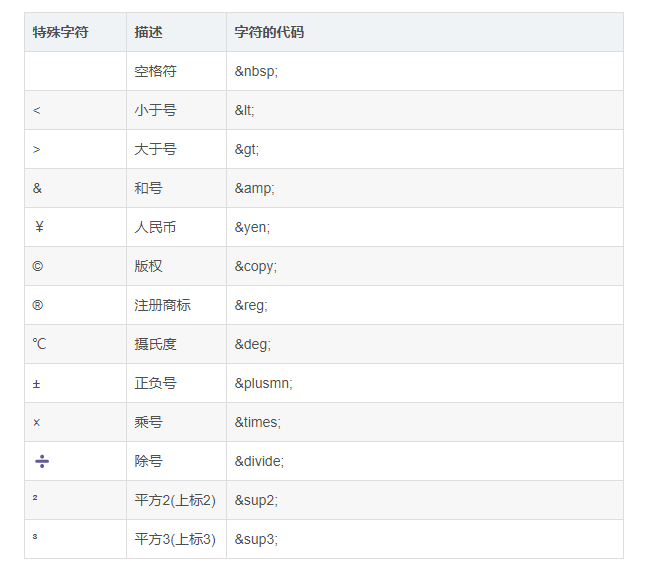 特殊字符 描述 字符的代码
空格符 &nbsp;
< 小于号 &lt;
> 大于号 &gt;
& 和号 &amp;
¥ 人民币 &yen;
© 版权 &copy;
® 注册商标 &reg;
℃ 摄氏度 &deg;
± 正负号 &plusmn;
× 乘号 &times;
➗ 除号 &divide;
² 平方2(上标2) &sup2;
³ 平方3(上标3) &sup3;